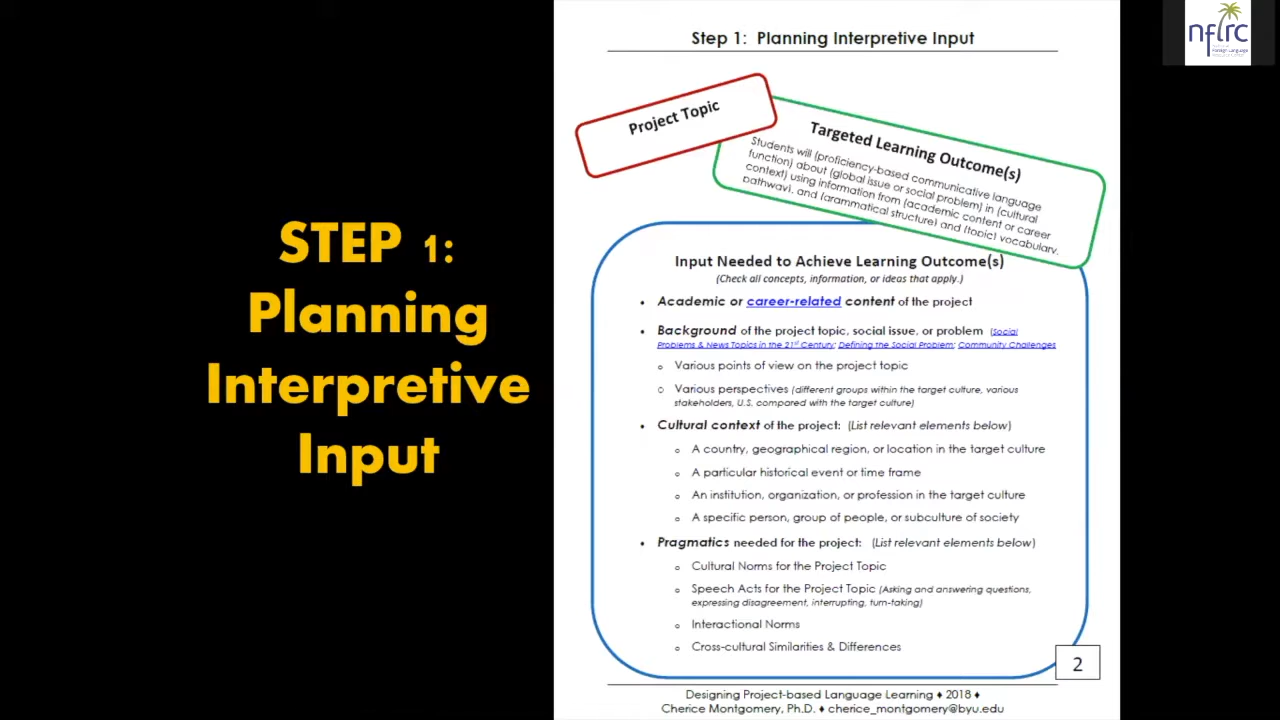 STEP 1:
Planning
Interpretive
Input
Step 1: Planning Interpretive Input
Project Topic
Targeted Learning Outcome(s)
Students will (proficiency-based communicative language
function) about (global issue or social problem) in (cultural
context) using information from (academic content or career
pathway), and (grammatical structure) and (topic) vocabulary.
Input Needed to Achieve Learning Outcome(s)
(Check all concepts, information, or ideas that apply.)
• Academic or career-related content of the project
• Background of the project topic, social issue, or problem (Social
Problems & News Topics in the 21st Century; Defining the Social Problem; Community Challenges
o Various points of view on the project topic
o Various perspectives (different groups within the target culture, various
stakeholders, U.S. compared with the target culture)
• Cultural context of the project: (List relevant elements below)
o A country, geographical region, or location in the target culture
o A particular historical event or time frame
o An institution, organization, or profession in the target culture
o A specific person, group of people, or subculture of society
• Pragmatics needed for the project: (List relevant elements below)
o Cultural Norms for the Project Topic
o Speech Acts for the Project Topic (Asking and answering questions,
expressing disagreement, interrupting, turn-taking)
o Interactional Norms
o Cross-cultural Similarities & Differences
2
Designing Project-based Language Learning ♦ 2018 ♦
Cherice Montgomery, Ph.D. ♦ cherice_montgomery@byu.edu
nflrc
Foreign Language